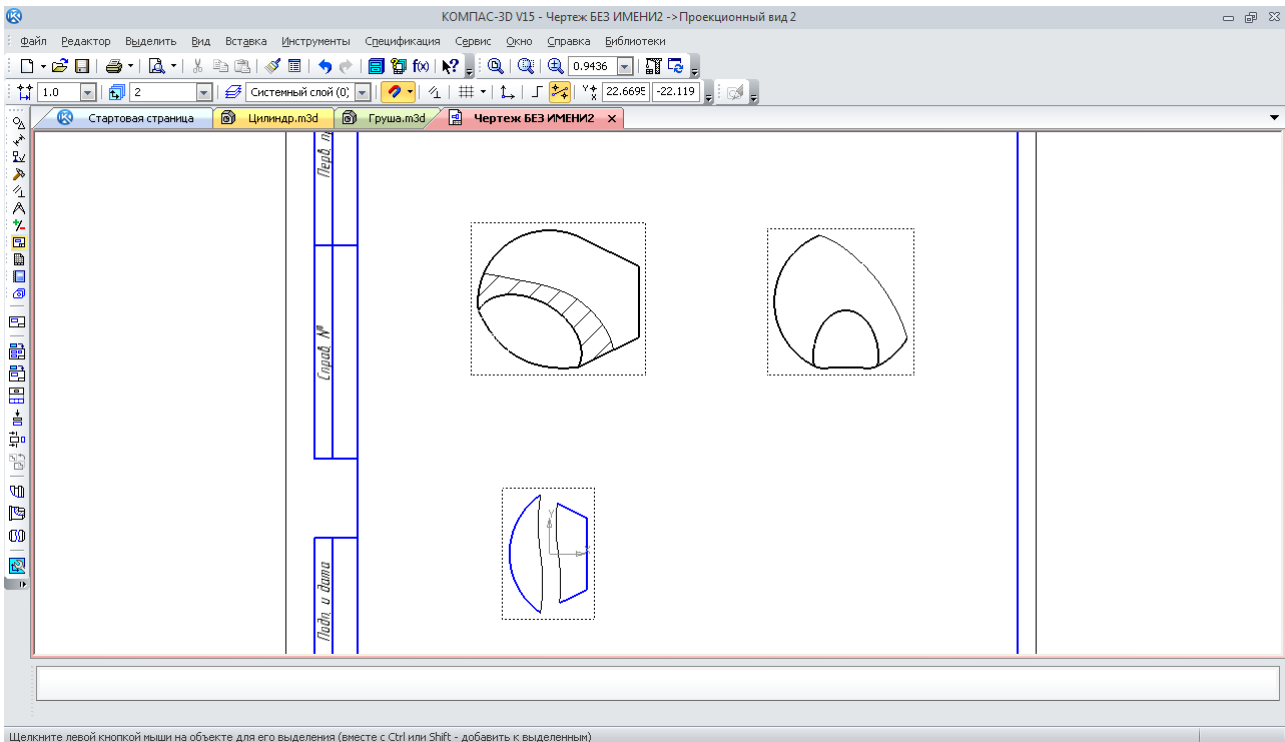 КОМПАС-3D V15 - Чертеж БЕЗ ИМЕНИ2 ->Проекционный вид 2
Файл Редактор Выделить Вид Вставка Инструменты Спецификация Сервис Окно Справка Библиотеки
f(x) 0.9436
1.0 2 Системный слой (0) 22.6695 -22.119
Стартовая страница Цилиндр.m3d Груша.m3d Чертеж БЕЗ ИМЕНИ2
Перв. п
Справ. №
Подп. и дата
Y
X
Щелкните левой кнопкой мыши на объекте для его выделения (вместе с Ctrl или Shift - добавить к выделенным)